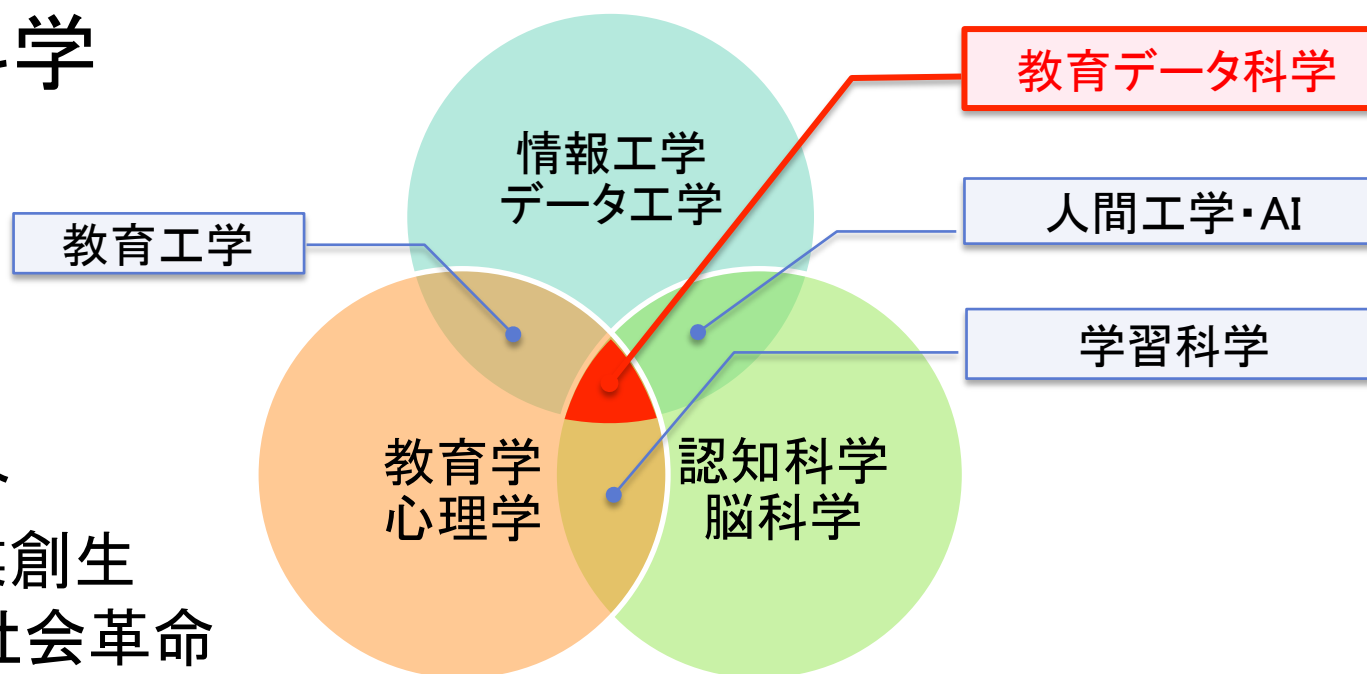 科学
教育データ科学
情報工学
データ工学
人間工学・AI
教育工学
学習科学
教育学
心理学
認知科学
脳科学
創生
社会革命